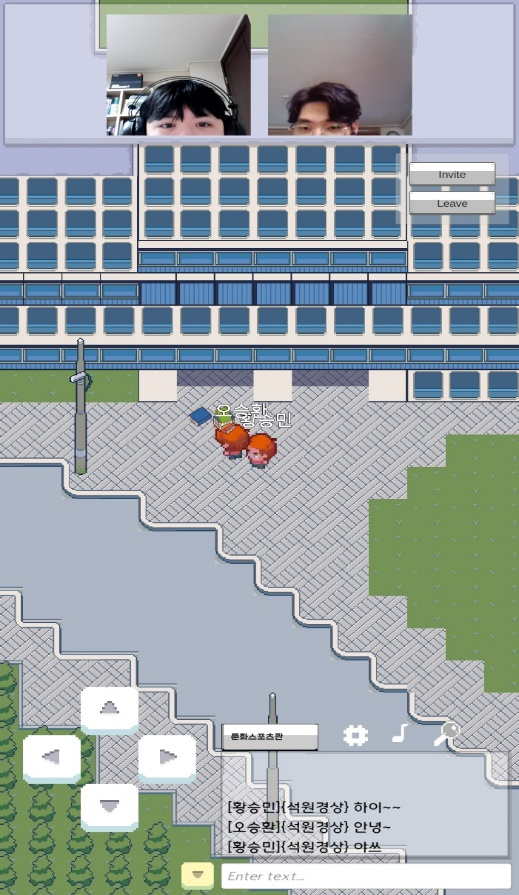 Invite
Leave
오승환
황승민
문화스포츠관
[황승민]{석원경상} 하이~~
[오승환]{석원경상} 안녕~
[황승민]{석원경상} 야쓰
Enter text...